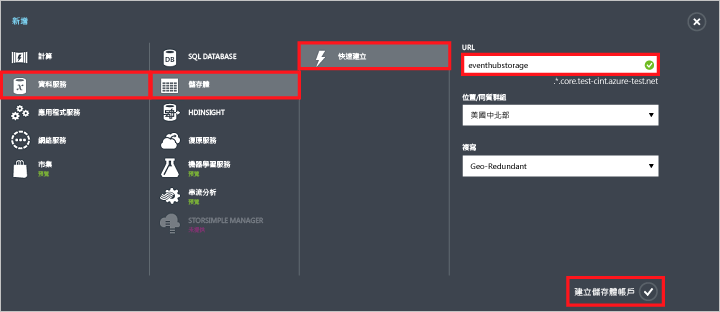 新增
計算
資料服務
應用程式服務
網路服務
市集
預覽
SQL DATABASE
儲存體
HDINSIGHT
復原服務
機器學習服務
預覽
串流分析
預覽
STORSIMPLE MANAGER
快速建立
URL
eventhubstorage
.*.core.test-cint.azure-test.net
位置/同質群組
美國中北部
複寫
Geo-Redundant
建立儲存體帳戶